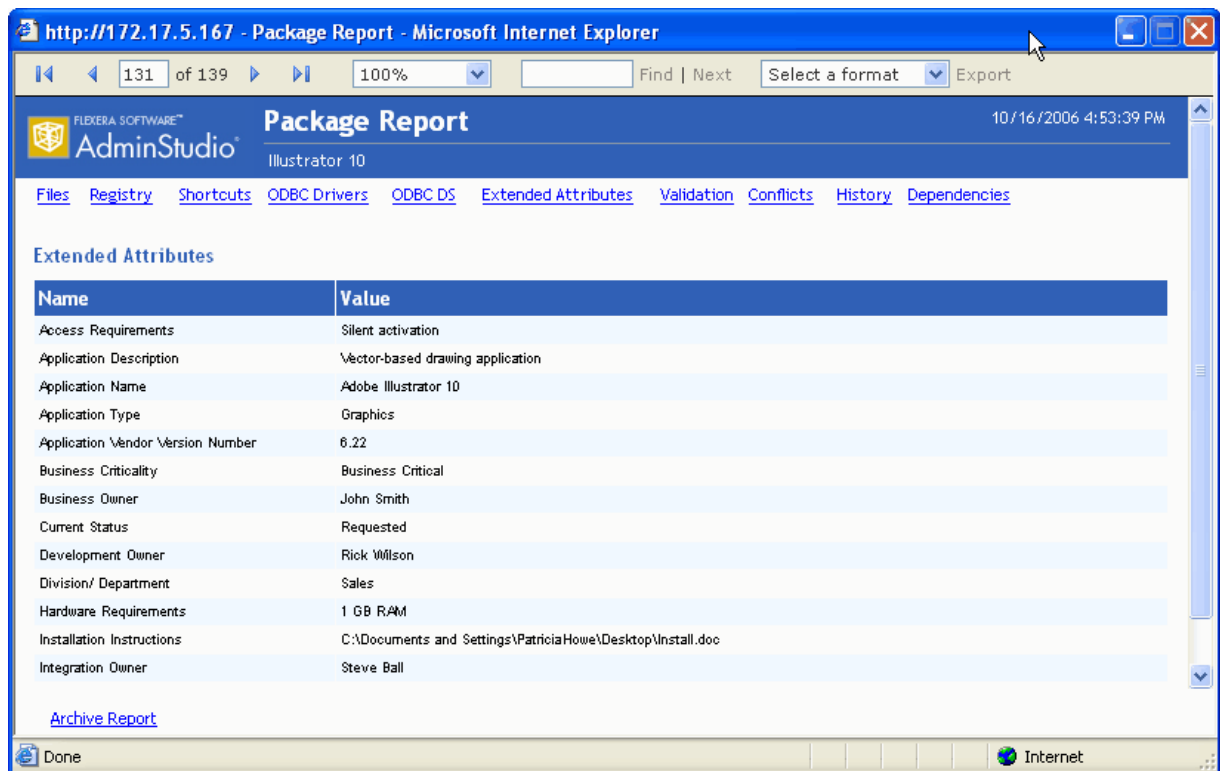 http://172.17.5.167 - Package Report - Microsoft Internet Explorer
131 of 139 100% Find | Next Select a format Export
FLEXERA SOFTWARE™
AdminStudio®
Package Report
10/16/2006 4:53:39 PM
Illustrator 10
Files Registry Shortcuts ODBC Drivers ODBC DS Extended Attributes Validation Conflicts History Dependencies
Extended Attributes
Name Value
Access Requirements Silent activation
Application Description Vector-based drawing application
Application Name Adobe Illustrator 10
Application Type Graphics
Application Vendor Version Number 6.22
Business Criticality Business Critical
Business Owner John Smith
Current Status Requested
Development Owner Rick Wilson
Division/ Department Sales
Hardware Requirements 1 GB RAM
Installation Instructions C:\Documents and Settings\PatriciaHowe\Desktop\Install.doc
Integration Owner Steve Ball
Archive Report
Done Internet